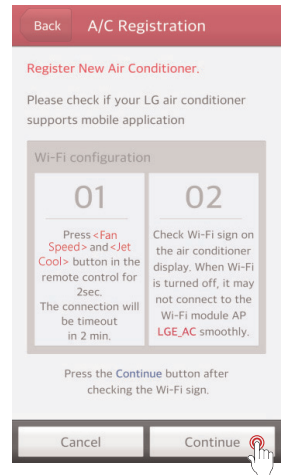 Back
A/C Registration
Register New Air Conditioner.
Please check if your LG air conditioner
supports mobile application
Wi-Fi configuration
01
Press <Fan
Speed> and <Jet
Cool> button in the
remote control for
2sec.
The connection will
be timeout
in 2 min.
02
Check Wi-Fi sign on
the air conditioner
display. When Wi-Fi
is turned off, it may
not connect to the
Wi-Fi module AP
LGE_AC smoothly.
Press the Continue button after
checking the Wi-Fi sign.
Cancel
Continue